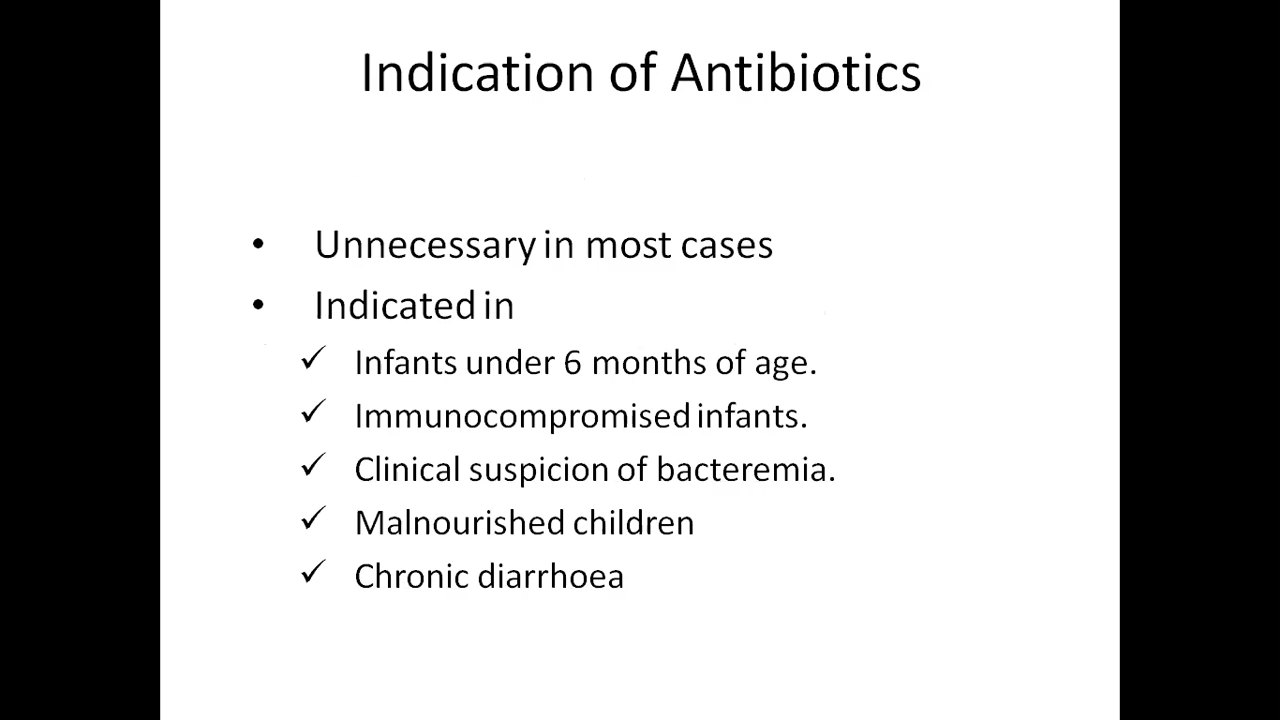 Indication of Antibiotics
• Unnecessary in most cases
• Indicated in
✓ Infants under 6 months of age.
✓ Immunocompromised infants.
✓ Clinical suspicion of bacteremia.
✓ Malnourished children
✓ Chronic diarrhoea